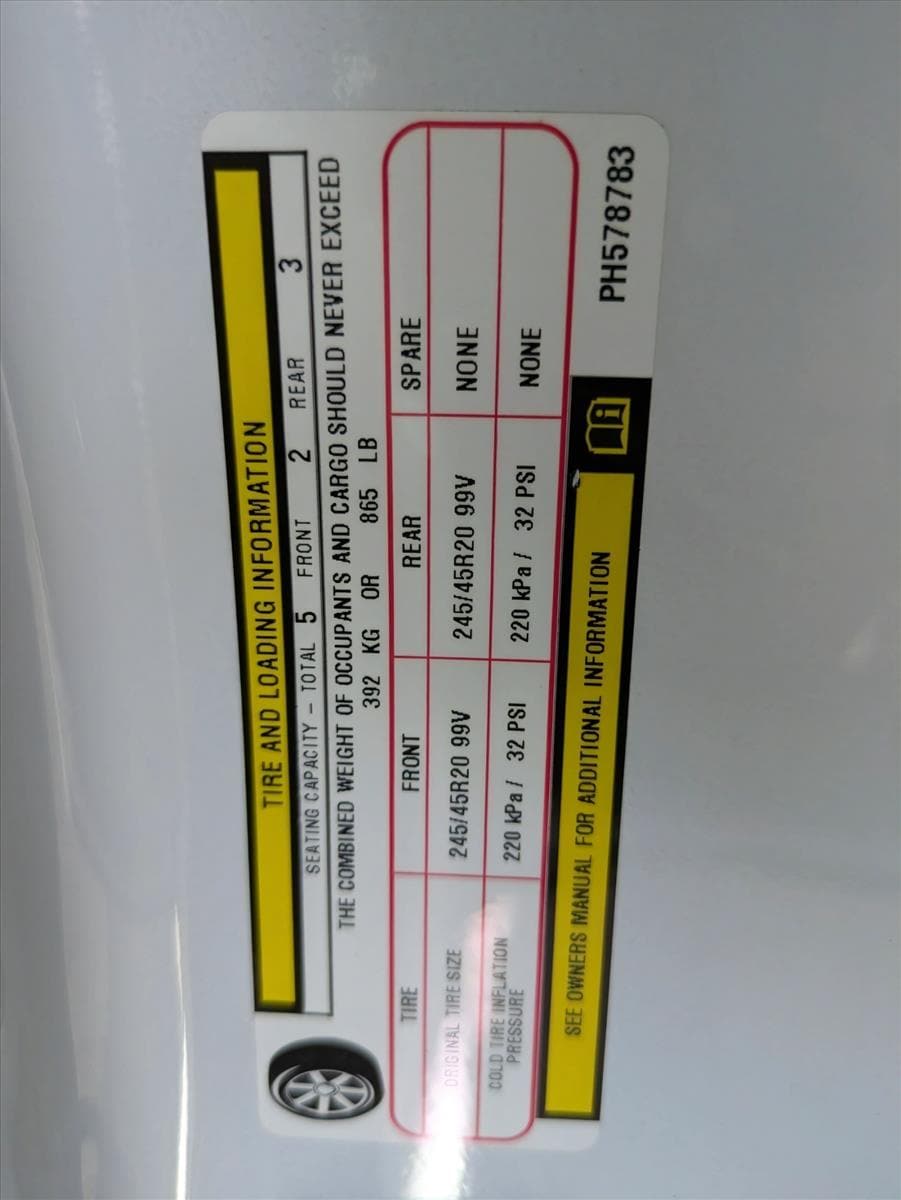 TIRE AND LOADING INFORMATION
SEATING CAPACITY – TOTAL 5 FRONT 2 REAR 3
THE COMBINED WEIGHT OF OCCUPANTS AND CARGO SHOULD NEVER EXCEED
392 KG OR 865 LB
TIRE FRONT REAR SPARE
ORIGINAL TIRE SIZE 245/45R20 99V 245/45R20 99V NONE
COLD TIRE INFLATION
PRESSURE 220 kPa / 32 PSI 220 kPa / 32 PSI NONE
SEE OWNERS MANUAL FOR ADDITIONAL INFORMATION
PH578783